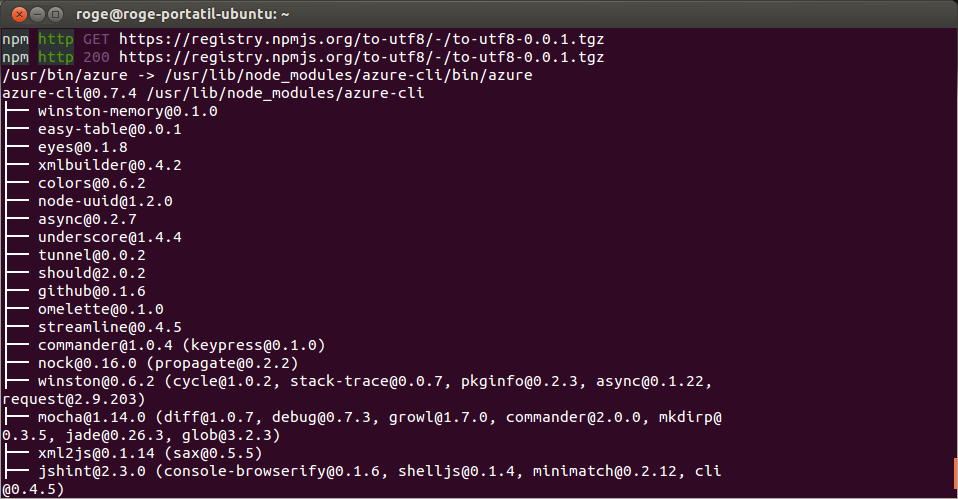 roge@roge-portatil-ubuntu: ~
npm http GET https://registry.npmjs.org/to-utf8/-/to-utf8-0.0.1.tgz
npm http 200 https://registry.npmjs.org/to-utf8/-/to-utf8-0.0.1.tgz
/usr/bin/azure -> /usr/lib/node_modules/azure-cli/bin/azure
azure-cli@0.7.4 /usr/lib/node_modules/azure-cli
├── winston-memory@0.1.0
├── easy-table@0.0.1
├── eyes@0.1.8
├── xmlbuilder@0.4.2
├── colors@0.6.2
├── node-uuid@1.2.0
├── async@0.2.7
├── underscore@1.4.4
├── tunnel@0.0.2
├── should@2.0.2
├── github@0.1.6
├── omelette@0.1.0
├── streamline@0.4.5
├── commander@1.0.4 (keypress@0.1.0)
├── nock@0.16.0 (propagate@0.2.2)
├── winston@0.6.2 (cycle@1.0.2, stack-trace@0.0.7, pkginfo@0.2.3, async@0.1.22,
request@2.9.203)
├── mocha@1.14.0 (diff@1.0.7, debug@0.7.3, growl@1.7.0, commander@2.0.0, mkdirp@
0.3.5, jade@0.26.3, glob@3.2.3)
├── xml2js@0.1.14 (sax@0.5.5)
├── jshint@2.3.0 (console-browserify@0.1.6, shelljs@0.1.4, minimatch@0.2.12, cli
@0.4.5)